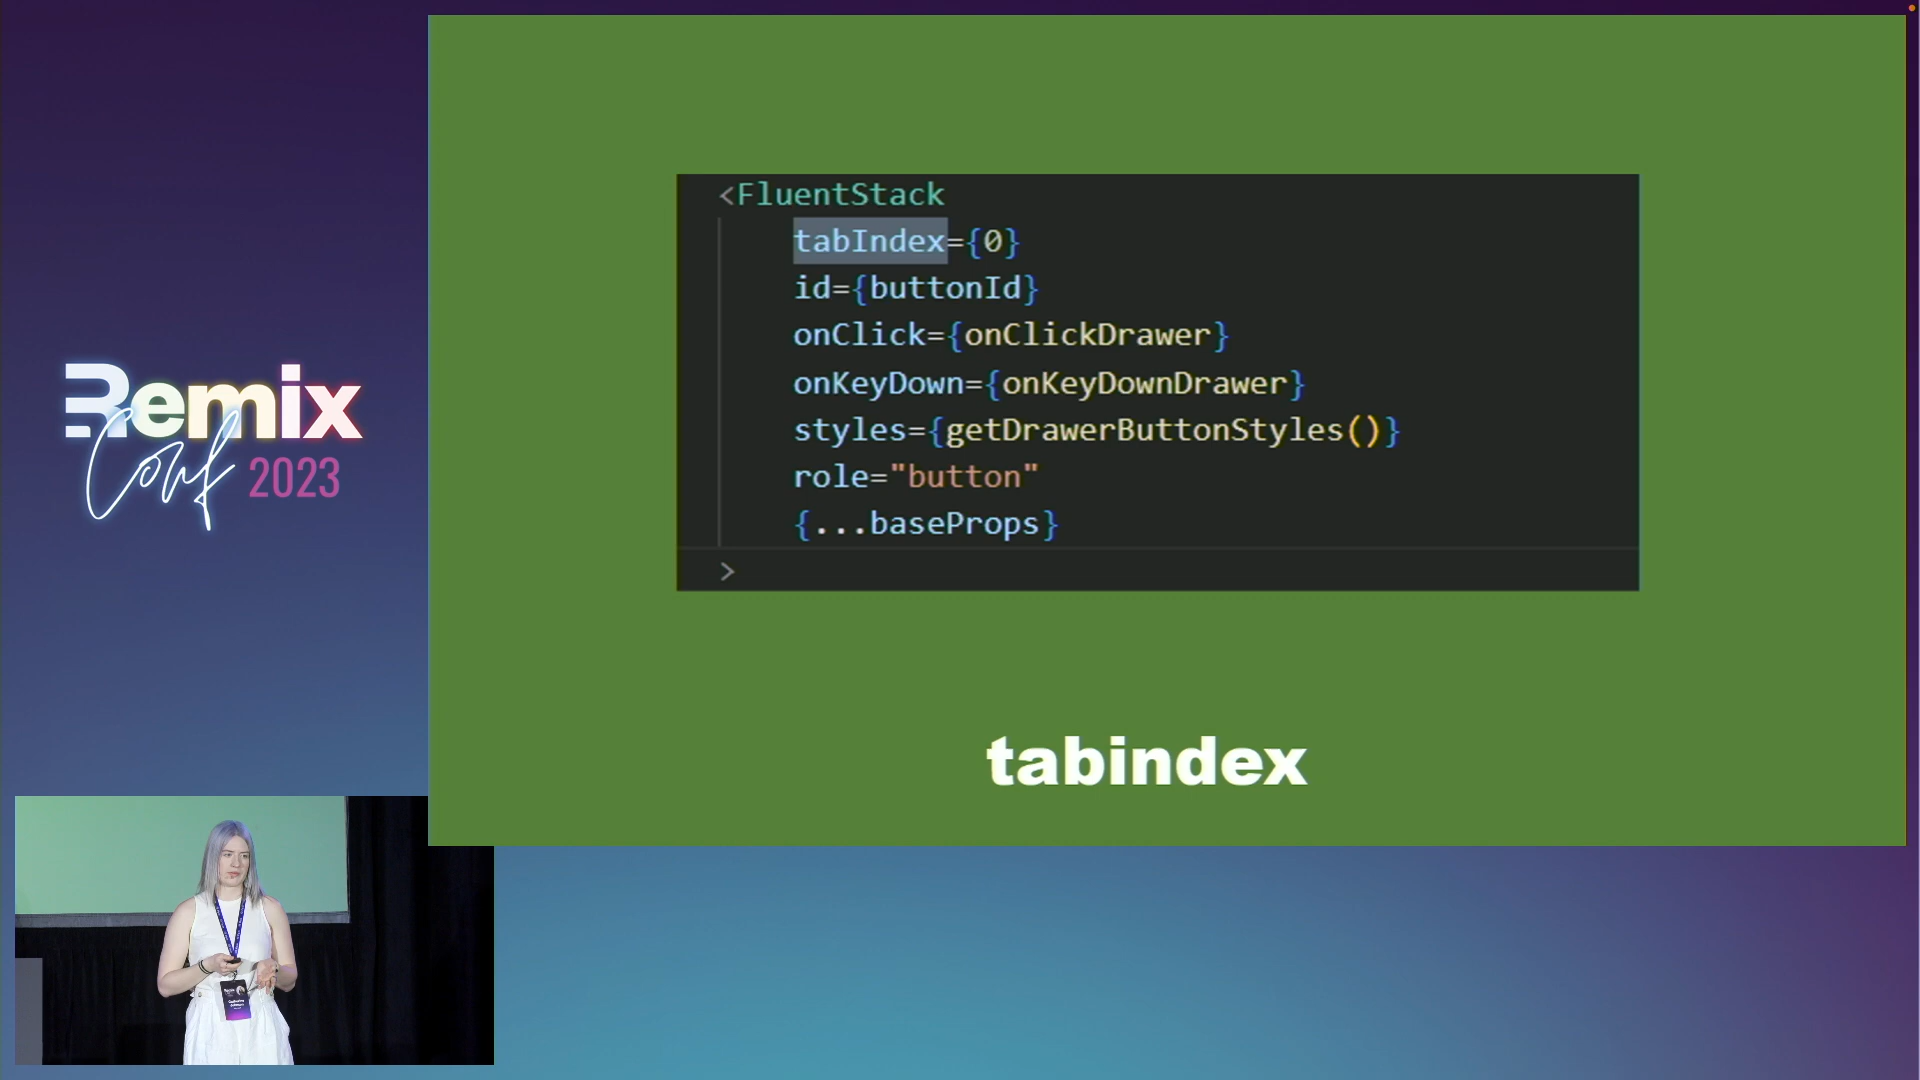 Remix
Conf 2023
<FluentStack
tabIndex={0}
id={buttonId}
onClick={onClickDrawer}
onKeyDown={onKeyDownDrawer}
styles={getDrawerButtonStyles()}
role="button"
{...baseProps}
>
tabindex